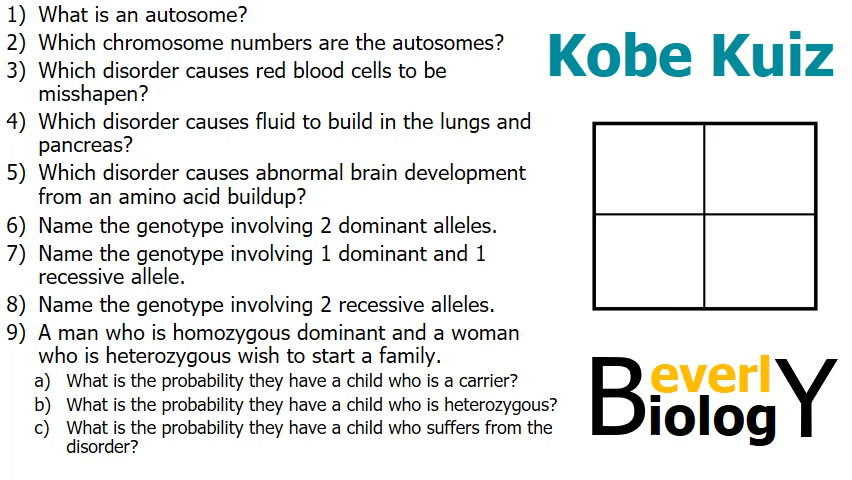 1) What is an autosome?
2) Which chromosome numbers are the autosomes?
3) Which disorder causes red blood cells to be
misshapen?
4) Which disorder causes fluid to build in the lungs and
pancreas?
5) Which disorder causes abnormal brain development
from an amino acid buildup?
6) Name the genotype involving 2 dominant alleles.
7) Name the genotype involving 1 dominant and 1
recessive allele.
8) Name the genotype involving 2 recessive alleles.
9) A man who is homozygous dominant and a woman
who is heterozygous wish to start a family.
a) What is the probability they have a child who is a carrier?
b) What is the probability they have a child who is heterozygous?
c) What is the probability they have a child who suffers from the
disorder?
Kobe Kuiz
BeverlY
BiologY